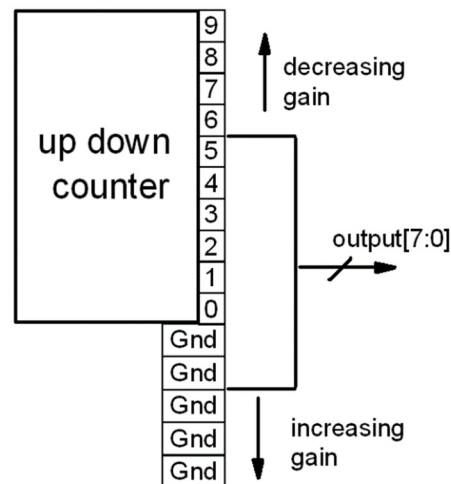 9
8
decreasing
gain
7
6
up down
counter
5
4
3
2
output[7:0]
1
0
Gnd
Gnd
Gnd
increasing
gain
Gnd
Gnd